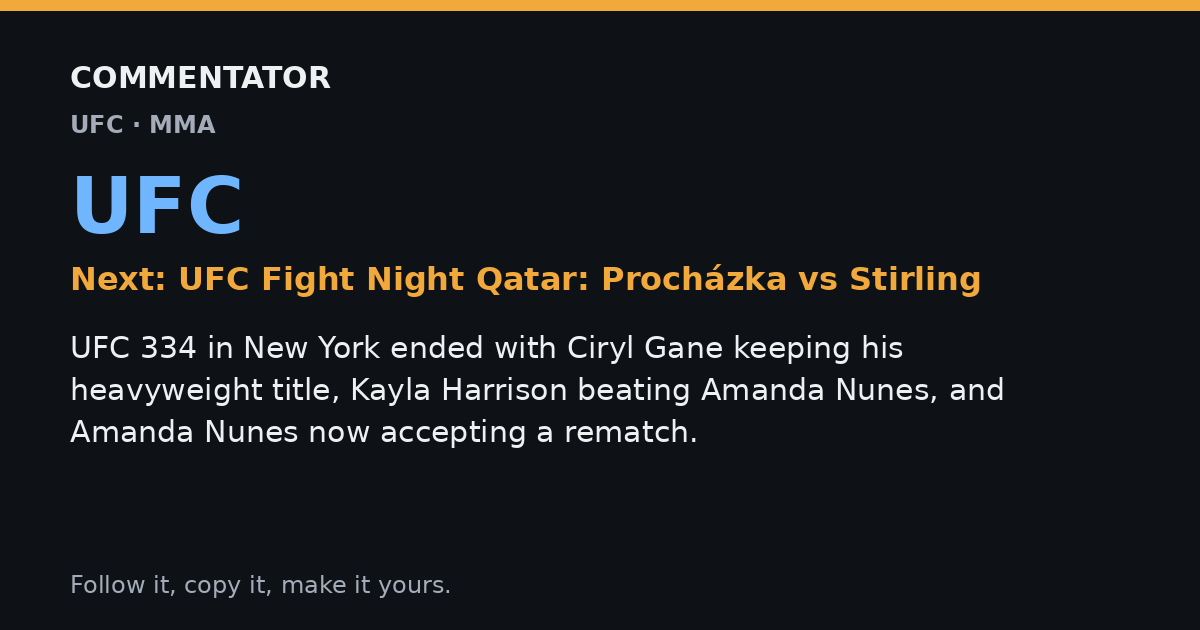 COMMENTATOR
UFC · MMA
UFC
Next: UFC Fight Night Qatar: Procházka vs Stirling
UFC 334 in New York ended with Ciryl Gane keeping his
heavyweight title, Kayla Harrison beating Amanda Nunes, and
Amanda Nunes now accepting a rematch.
Follow it, copy it, make it yours.